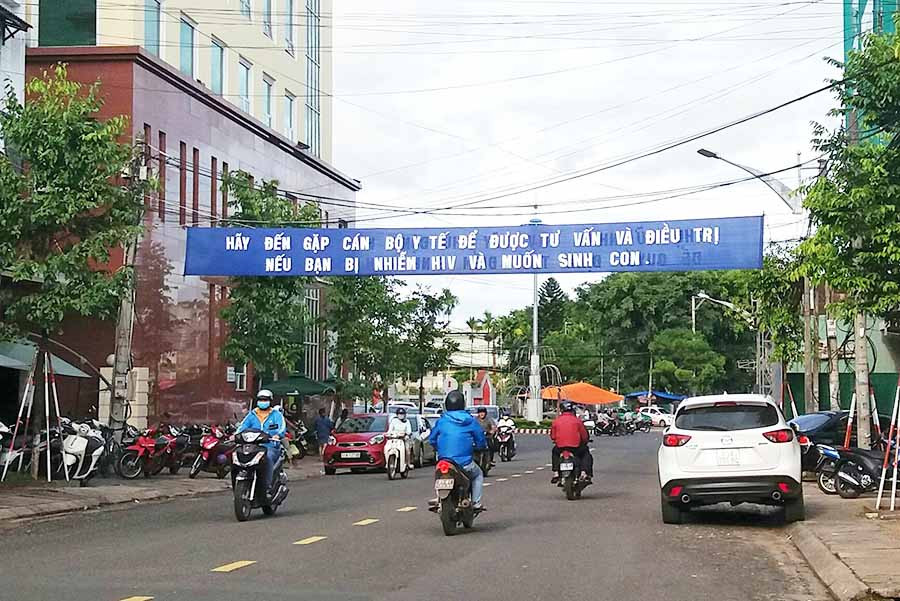 HÃY ĐẾN GẶP CÁN BỘ Y TẾ ĐỂ ĐƯỢC TƯ VẤN VÀ ĐIỀU TRỊ
NẾU BẠN BỊ NHIỄM HIV VÀ MUỐN SINH CON.